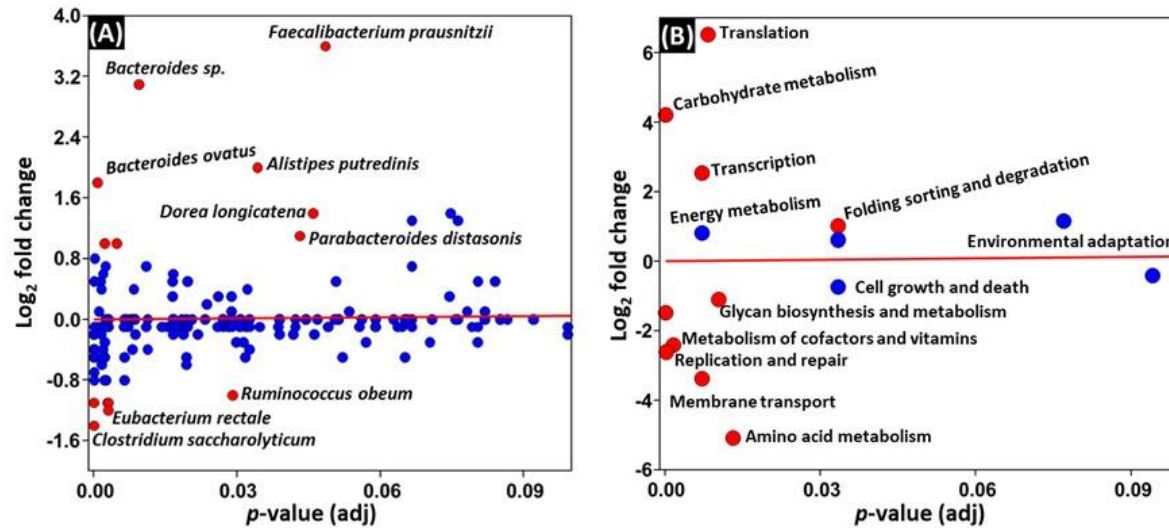 (A)
4.0
3.2
2.4
1.6
0.8
0.0
-0.8
-1.6
Log2 fold change
Faecalibacterium prausnitzii
Bacteroides sp.
Bacteroides ovatus
Alistipes putredinis
Dorea longicatena
Parabacteroides distasonis
Ruminococcus obeum
Eubacterium rectale
Clostridium saccharolyticum
0.00
0.03
0.06
0.09
p-value (adj)
(B)
6
4
2
0
-2
-4
-6
Log2 fold change
Translation
Carbohydrate metabolism
Transcription
Folding sorting and degradation
Energy metabolism
Environmental adaptation
Cell growth and death
Glycan biosynthesis and metabolism
Metabolism of cofactors and vitamins
Replication and repair
Membrane transport
Amino acid metabolism
0.00
0.03
0.06
0.09
p-value (adj)